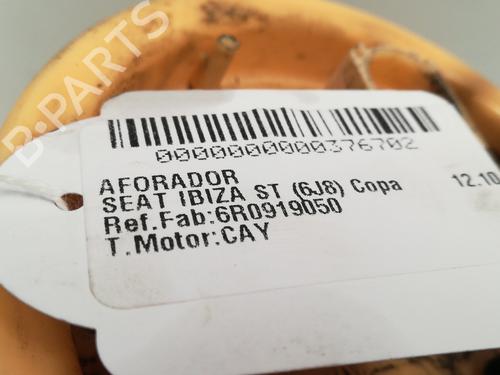 B-PARTS
0000000000376702
AFORADOR
SEAT IBIZA ST (6J8) Copa
12.10
Ref.Fab:6R0919050
T.Motor:CAY